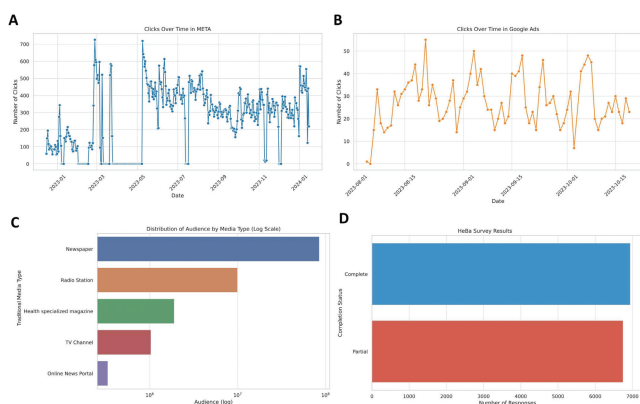 A
Clicks Over Time in META
700
600
500
400
300
200
100
0
Number of Clicks
2023-01
2023-03
2023-05
2023-07
2023-09
2023-11
2024-01
Date
B
Clicks Over Time in Google Ads
50
40
30
20
10
0
Number of Clicks
2023-08-01
2023-08-15
2023-09-01
2023-09-15
2023-10-01
2023-10-15
Date
C
Distribution of Audience by Media Type (Log Scale)
Traditional Media Type
Newspaper
Radio Station
Health specialized magazine
TV Channel
Online News Portal
10⁶
10⁷
10⁸
Audience (log)
D
HeBa Survey Results
Completion Status
Complete
Partial
0
1000
2000
3000
4000
5000
6000
7000
Number of Responses